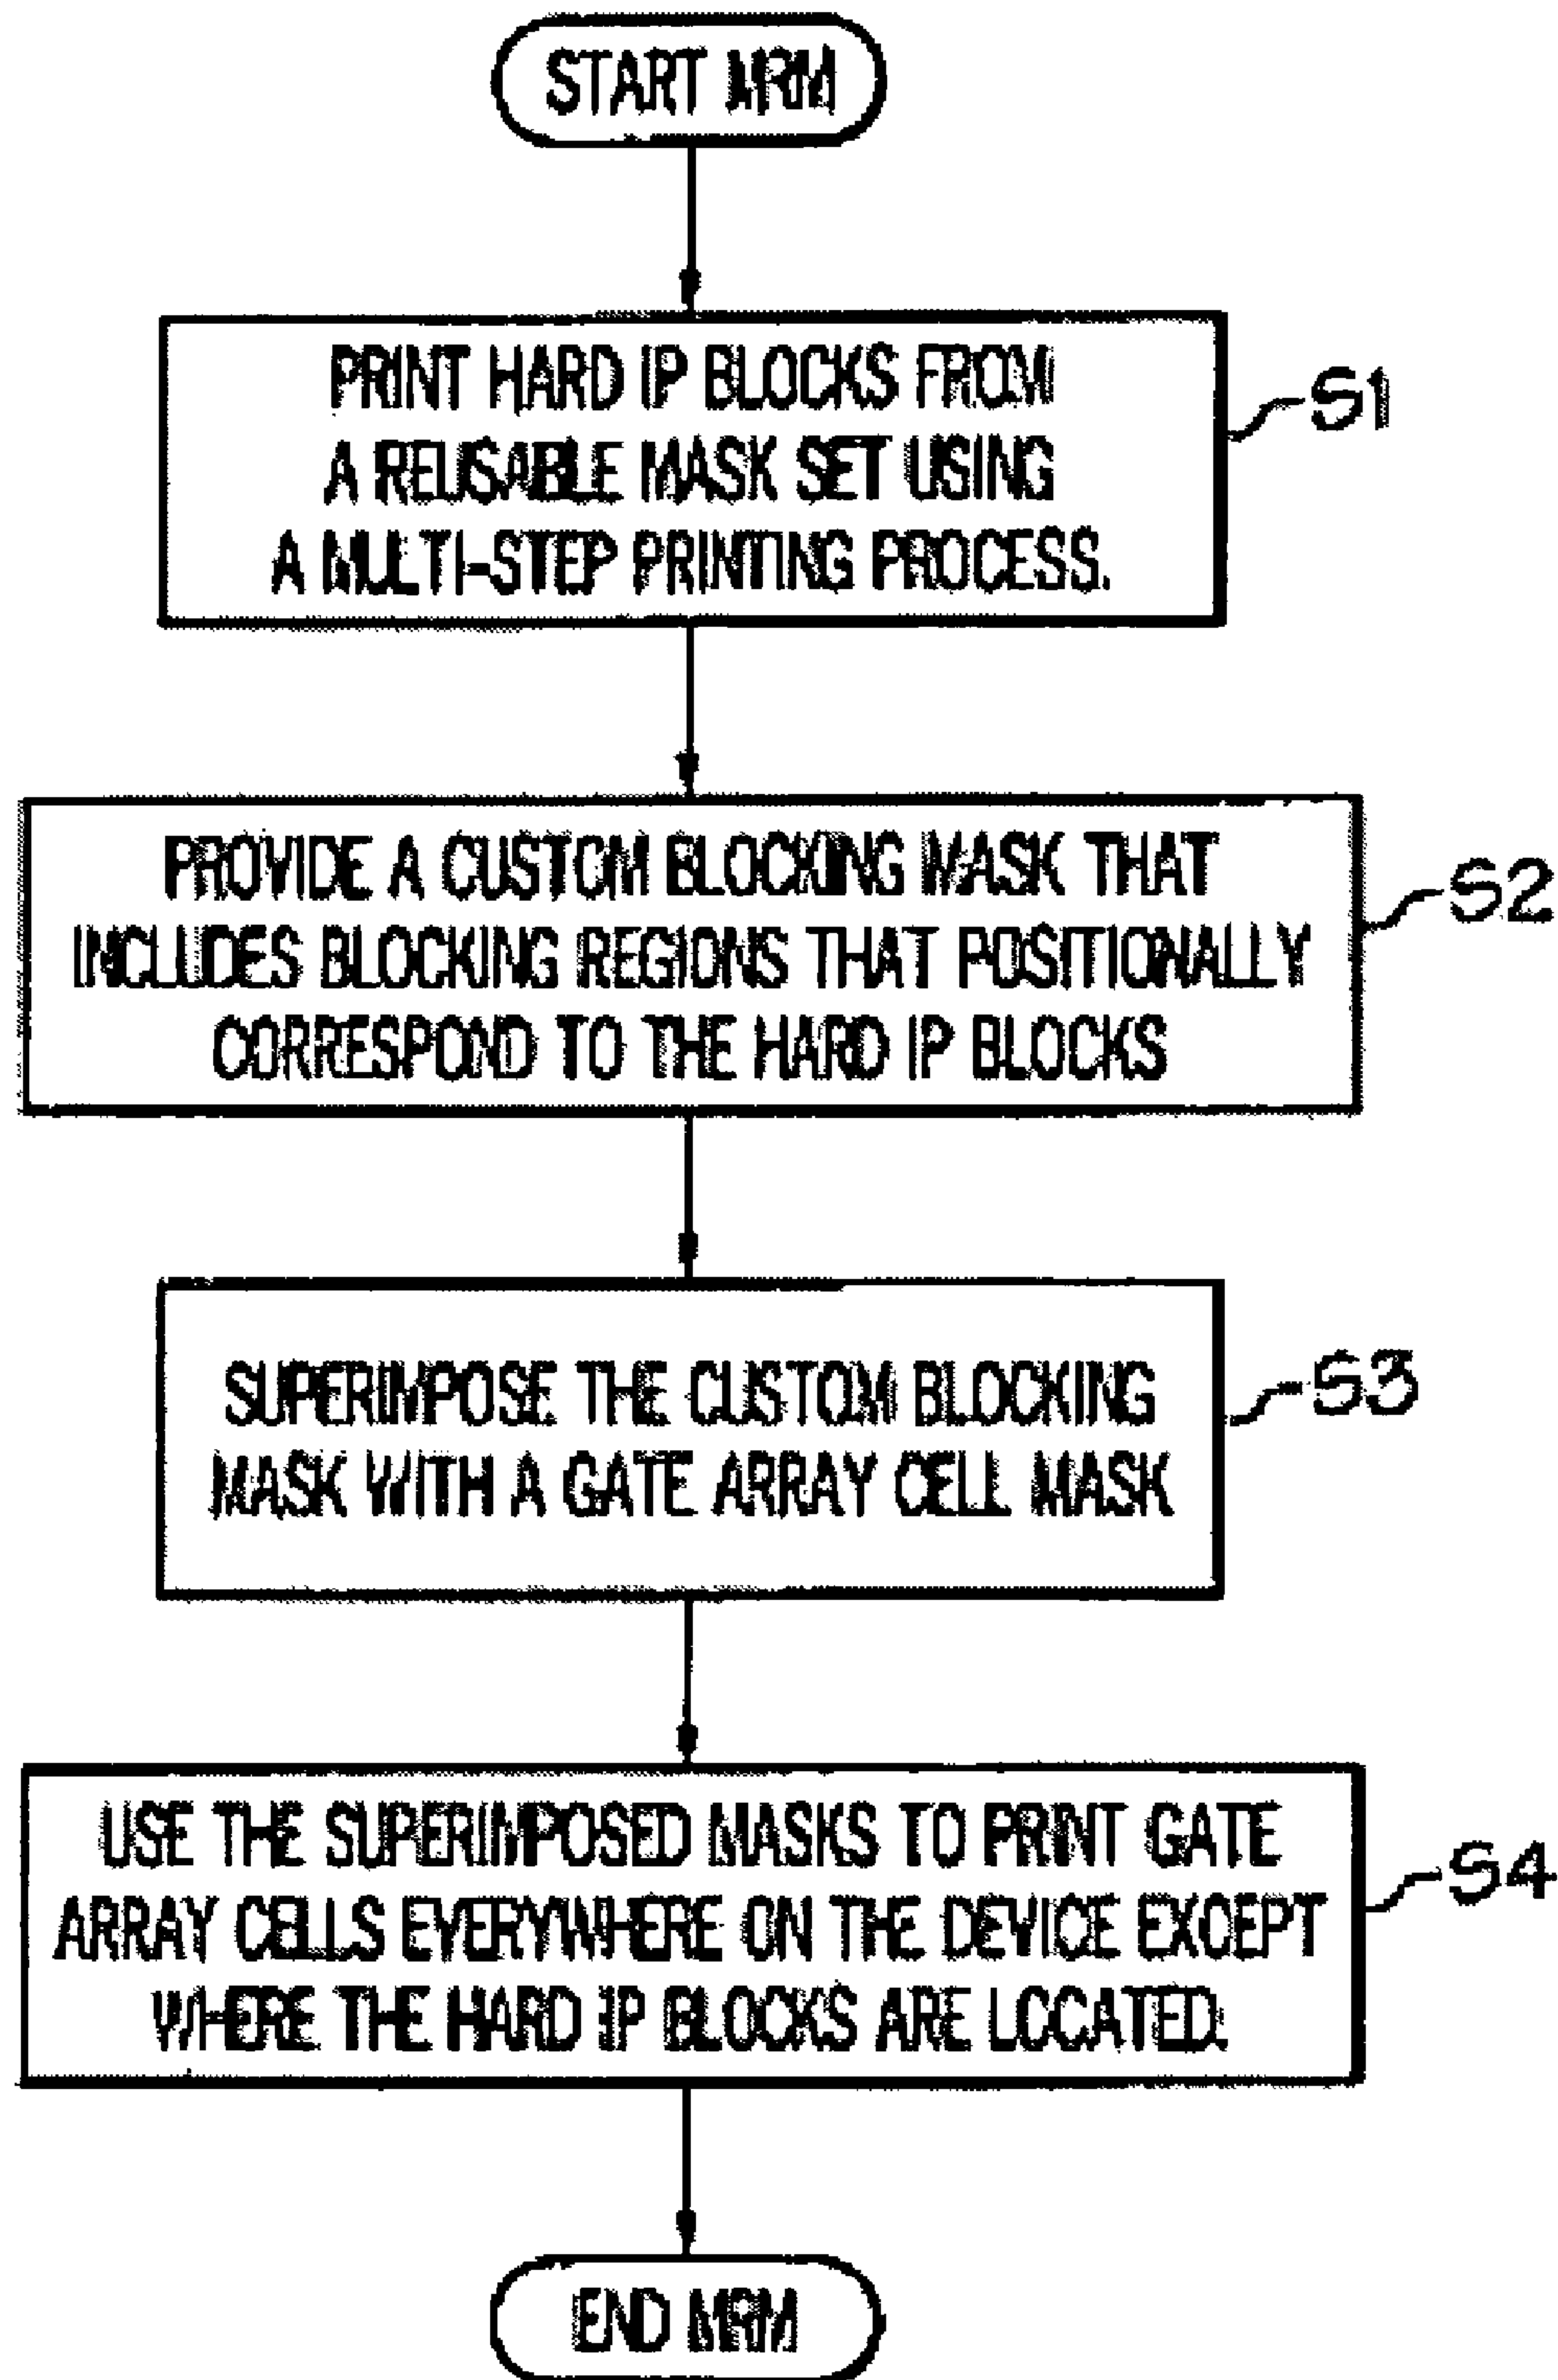 START MRM
PRINT HARD IP BLOCKS FROM
A REUSABLE MASK SET USING
A MULTI-STEP PRINTING PROCESS.
S1
PROVIDE A CUSTOM BLOCKING MASK THAT
INCLUDES BLOCKING REGIONS THAT POSITIONALLY
CORRESPOND TO THE HARD IP BLOCKS
S2
SUPERIMPOSE THE CUSTOM BLOCKING
MASK WITH A GATE ARRAY CELL MASK
S3
USE THE SUPERIMPOSED MASKS TO PRINT GATE
ARRAY CELLS EVERYWHERE ON THE DEVICE EXCEPT
WHERE THE HARD IP BLOCKS ARE LOCATED.
S4
END MRM